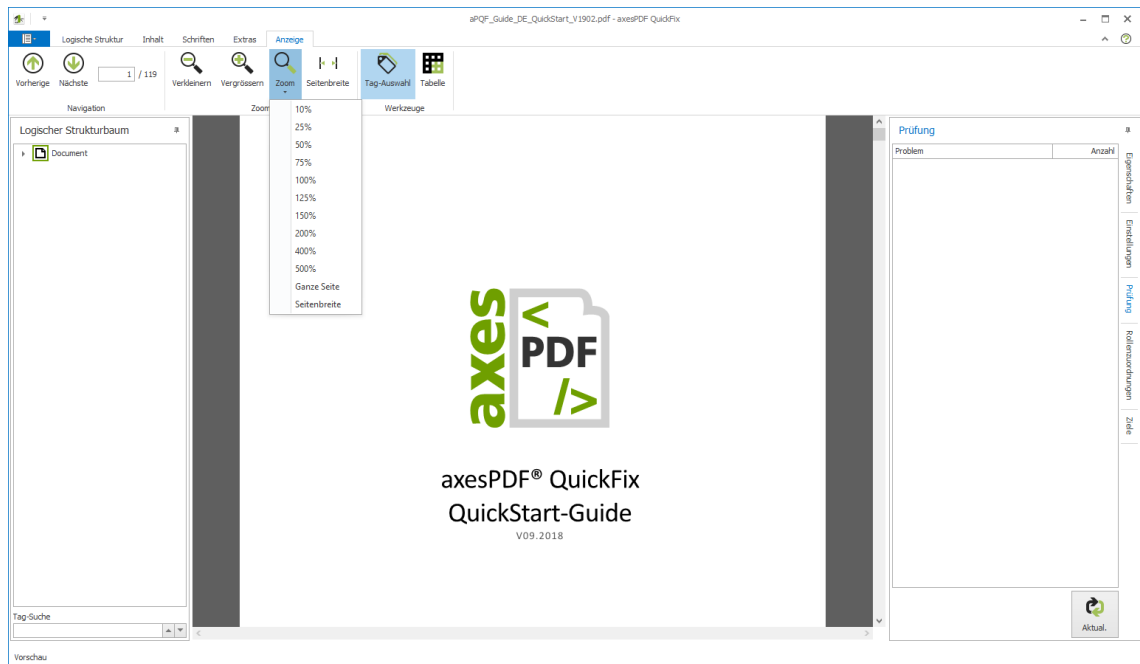 aPQF_Guide_DE_QuickStart_V1902.pdf - axesPDF QuickFix
Logische Struktur Inhalt Schriften Extras Anzeige
Vorherige Nächste 1 / 119 Verkleinern Vergrössern Zoom Seitenbreite Tag-Auswahl Tabelle
Navigation Zoom Werkzeuge
10%
25%
50%
75%
100%
125%
150%
200%
400%
500%
Ganze Seite
Seitenbreite
Logischer Strukturbaum
Document
Tag-Suche
Vorschau
axes
<
PDF
/>
axesPDF® QuickFix
QuickStart-Guide
V09.2018
Prüfung
Problem Anzahl
Aktual.
Eigenschaften
Einstellungen
Prüfung
Rollenzuordnungen
Ziele